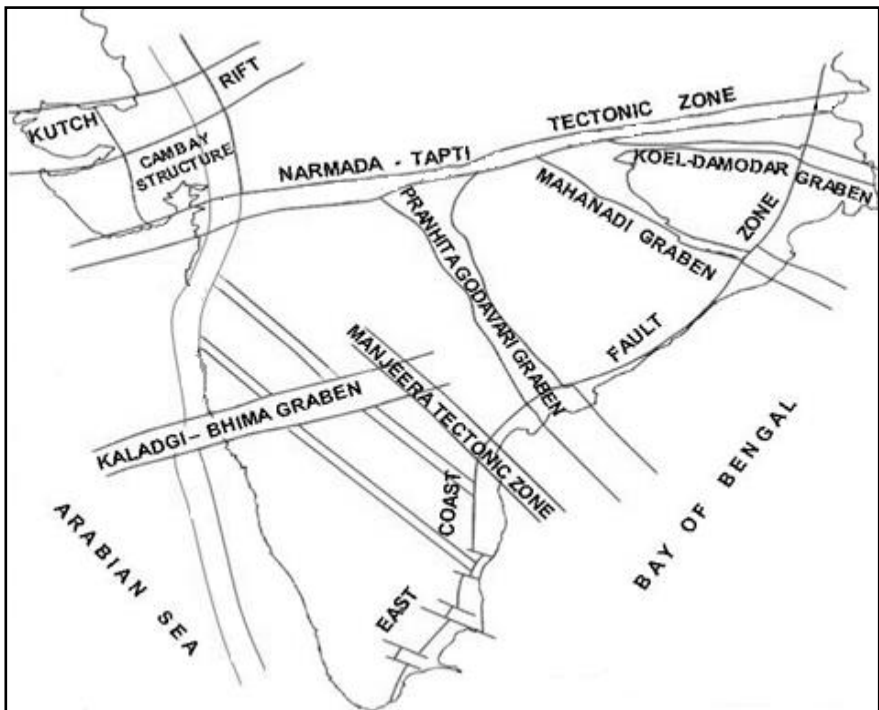 KUTCH
RIFT
CAMBAY
STRUCTURE
NARMADA - TAPTI
TECTONIC ZONE
KOEL-DAMODAR GRABEN
MAHANADI GRABEN
PRANHITA GODAVARI GRABEN
MANJEERA TECTONIC ZONE
KALADGI - BHIMA GRABEN
EAST
COAST
FAULT
ZONE
ARABIAN SEA
BAY OF BENGAL